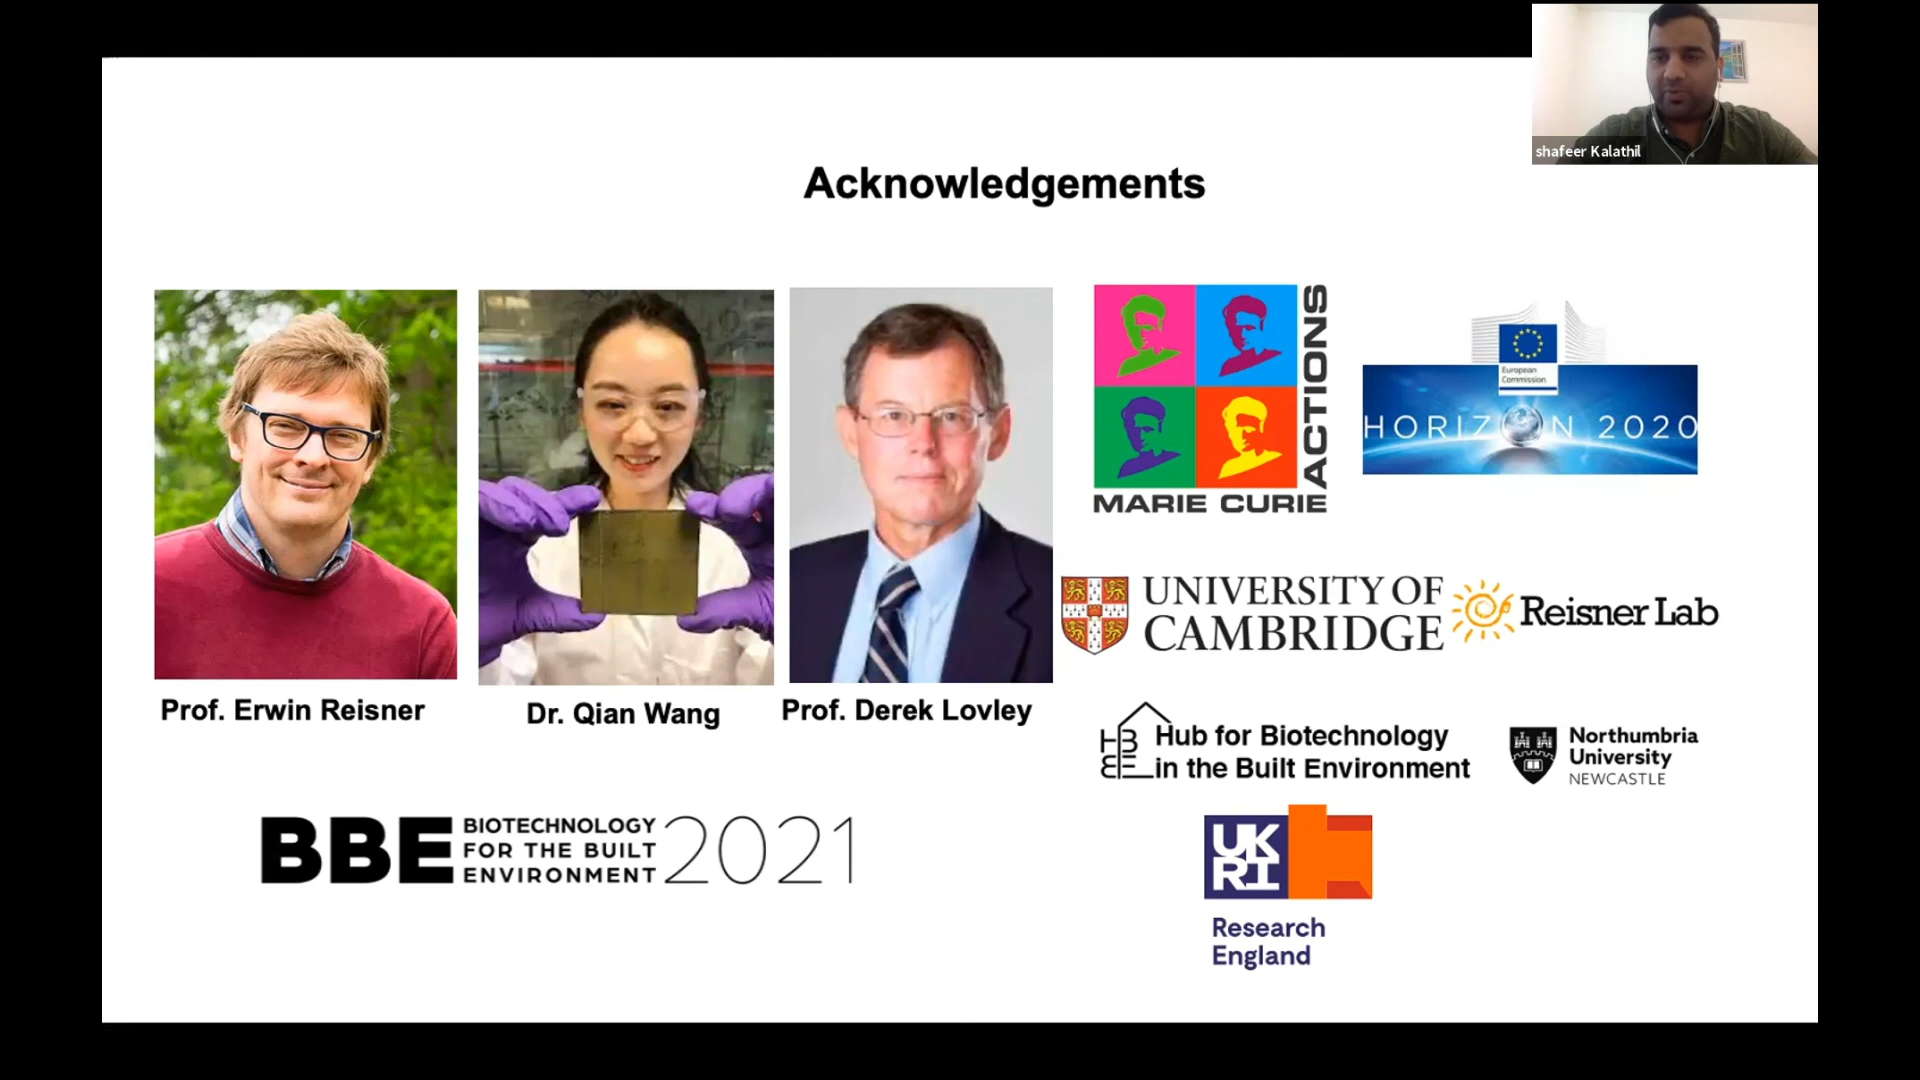 shafeer Kalathil
Acknowledgements
MARIE CURIE
ACTIONS
European
Commission
HORIZON 2020
UNIVERSITY OF
CAMBRIDGE
Reisner Lab
Prof. Erwin Reisner
Dr. Qian Wang
Prof. Derek Lovley
HBBE
Hub for Biotechnology
in the Built Environment
Northumbria
University
NEWCASTLE
BBE
BIOTECHNOLOGY
FOR THE BUILT
ENVIRONMENT
2021
UK
RI
Research
England